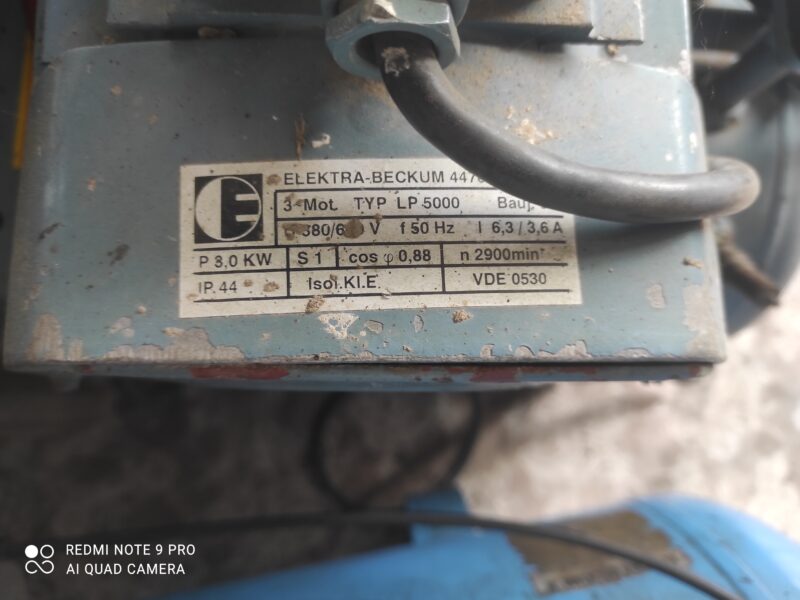 E
ELEKTRA-BECKUM
3~Mot. TYP LP 5000
V f 50 Hz I 6,3/3,6 A
P 3,0 KW S 1 cos φ 0,88 n 2900min⁻
IP 44 Isol.Kl.E VDE 0530
REDMI NOTE 9 PRO
AI QUAD CAMERA